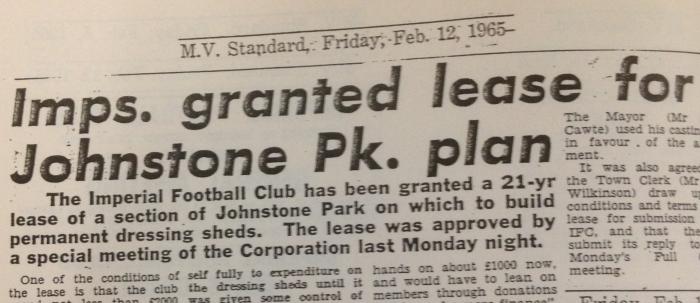 M.V. Standard, Friday, Feb. 12, 1965
Imps. granted lease for
Johnstone Pk. plan
The Imperial Football Club has been granted a 21-yr
lease of a section of Johnstone Park on which to build
permanent dressing sheds. The lease was approved by
a special meeting of the Corporation last Monday night.
One of the conditions of
the lease is that the club
not less than £2000
self fully to expenditure on
the dressing sheds until it
was given some control of
hands on about £1000 now,
and would have to lean on
members through donations
The Mayor (Mr
Cawte) used his
in favour of the
ment.
It was also agreed
the Town Clerk (Mr
Wilkinson) draw
conditions and terms
lease for submission
IFC, and that the
submit its reply to
Monday's "Full
meeting.
Friday, Feb